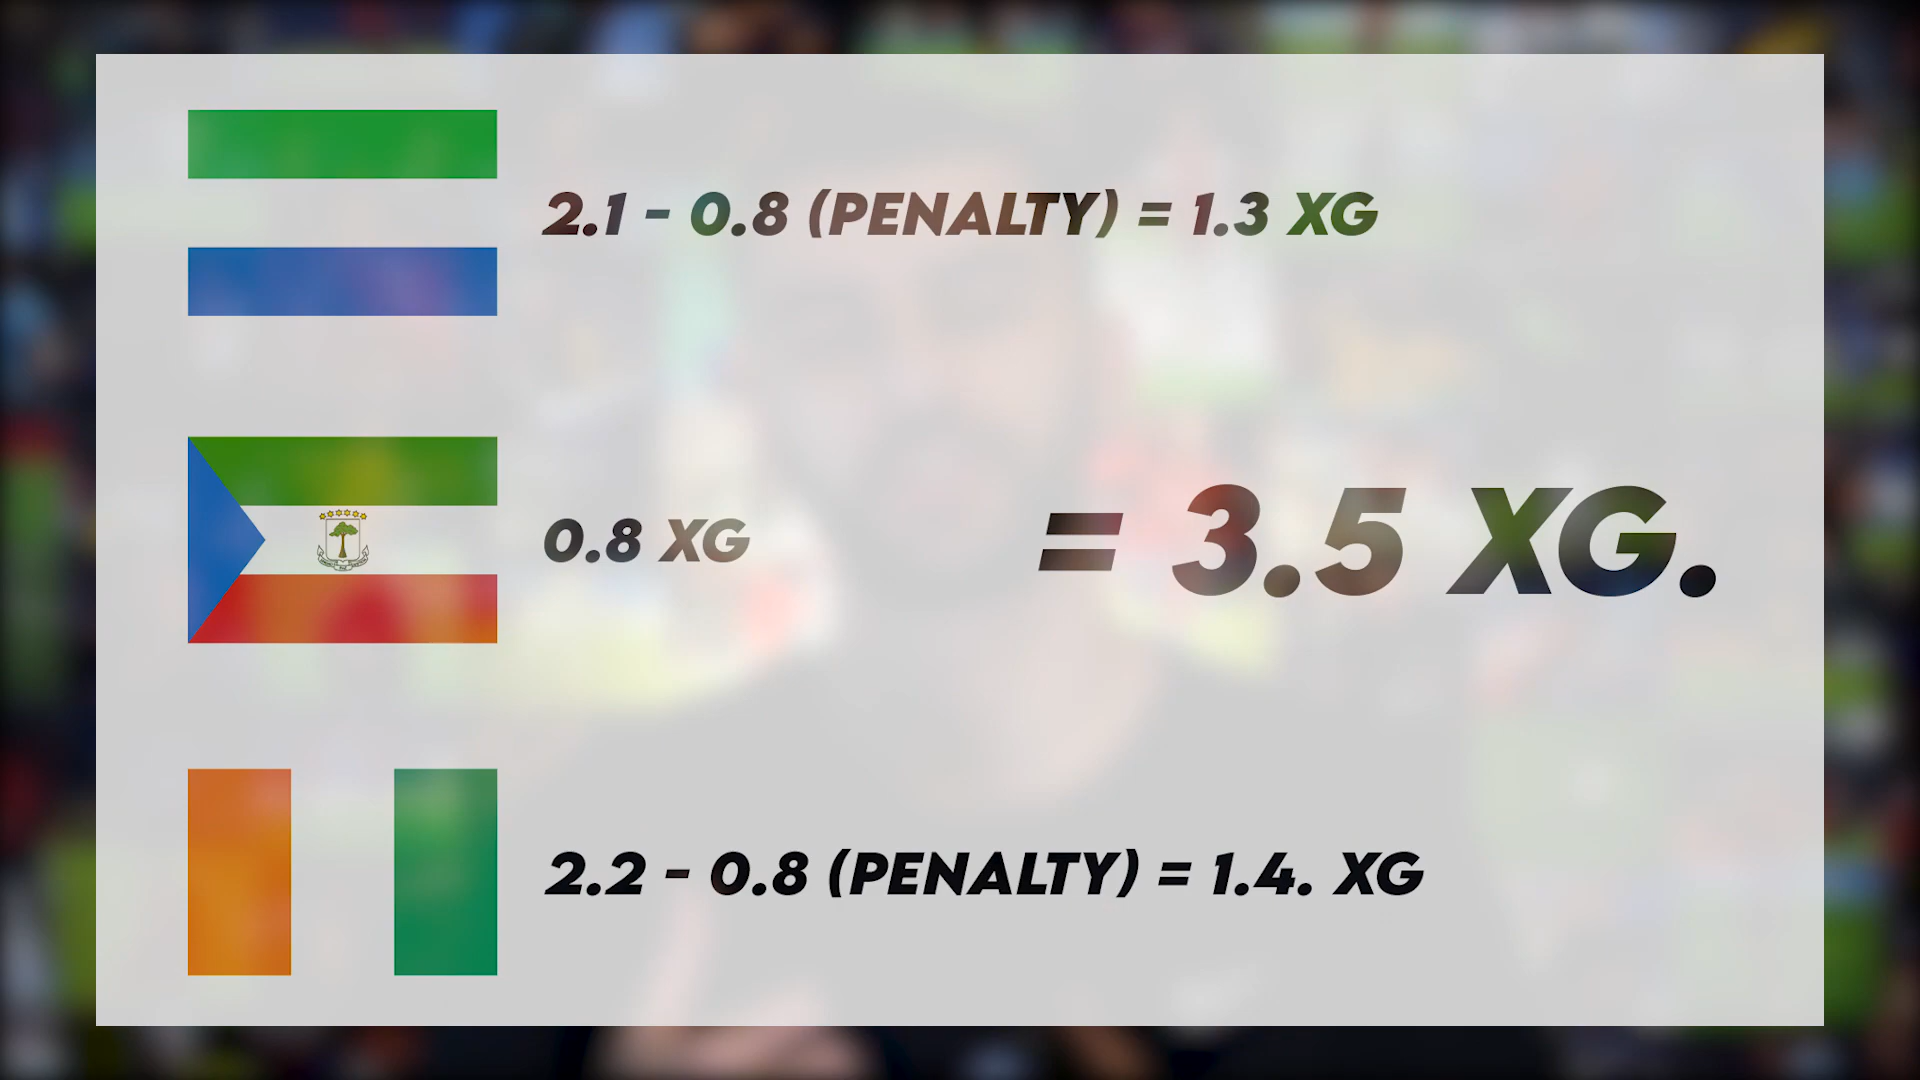 2.1 - 0.8 (PENALTY) = 1.3 XG
0.8 XG
= 3.5 XG.
2.2 - 0.8 (PENALTY) = 1.4. XG